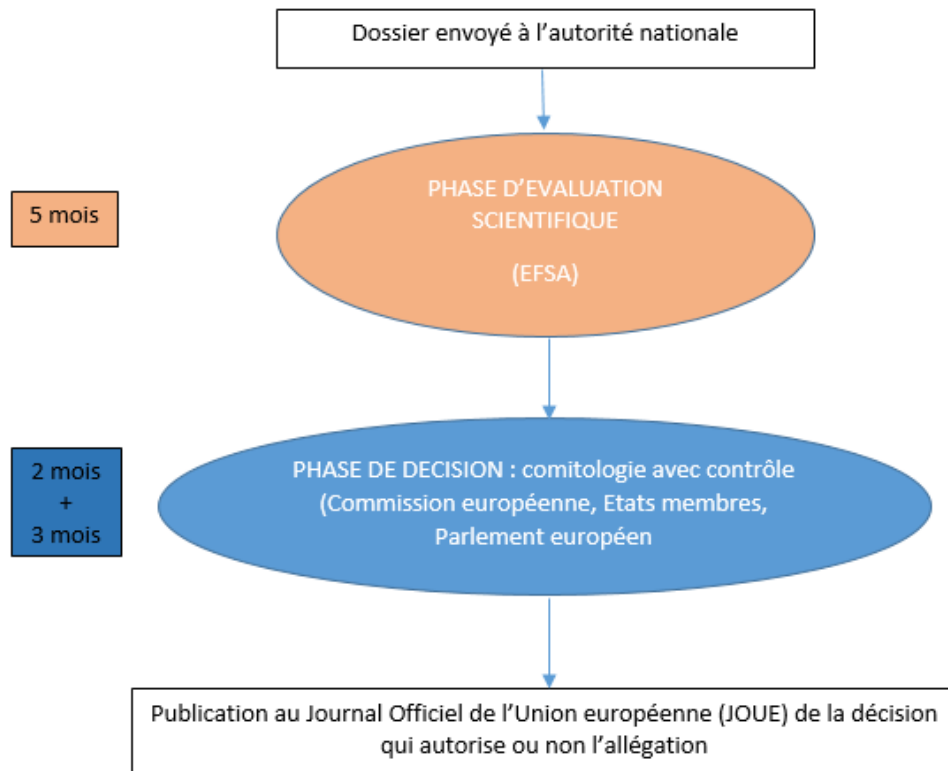 Dossier envoyé à l'autorité nationale
5 mois
PHASE D'EVALUATION
SCIENTIFIQUE
(EFSA)
2 mois
+
3 mois
PHASE DE DECISION : comitologie avec contrôle
(Commission européenne, Etats membres,
Parlement européen
Publication au Journal Officiel de l'Union européenne (JOUE) de la décision
qui autorise ou non l'allégation